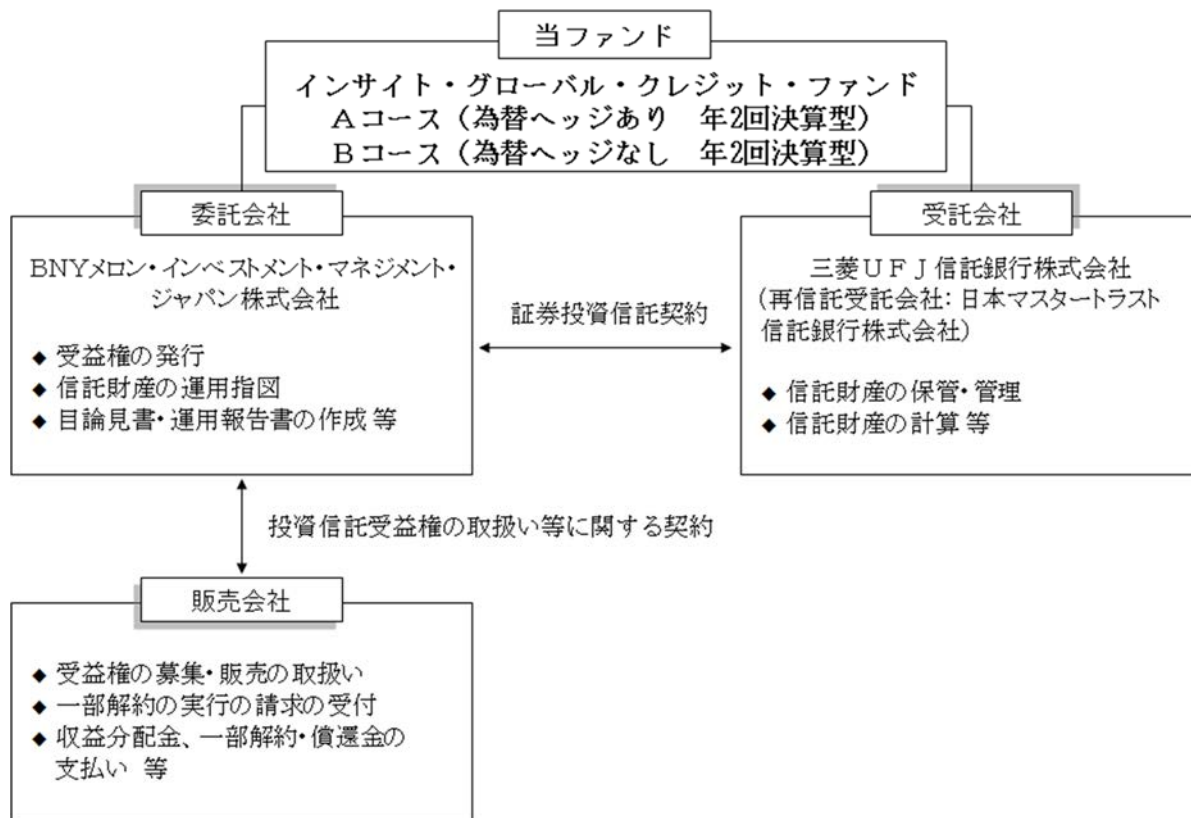 当ファンド
インサイト・グローバル・クレジット・ファンド
Aコース（為替ヘッジあり　年2回決算型）
Bコース（為替ヘッジなし　年2回決算型）
委託会社
BNYメロン・インベストメント・マネジメント・
ジャパン株式会社
◆ 受益権の発行
◆ 信託財産の運用指図
◆ 目論見書・運用報告書の作成 等
証券投資信託契約
受託会社
三菱UFJ信託銀行株式会社
(再信託受託会社: 日本マスタートラスト
信託銀行株式会社)
◆ 信託財産の保管・管理
◆ 信託財産の計算 等
投資信託受益権の取扱い等に関する契約
販売会社
◆ 受益権の募集・販売の取扱い
◆ 一部解約の実行の請求の受付
◆ 収益分配金、一部解約・償還金の
支払い 等